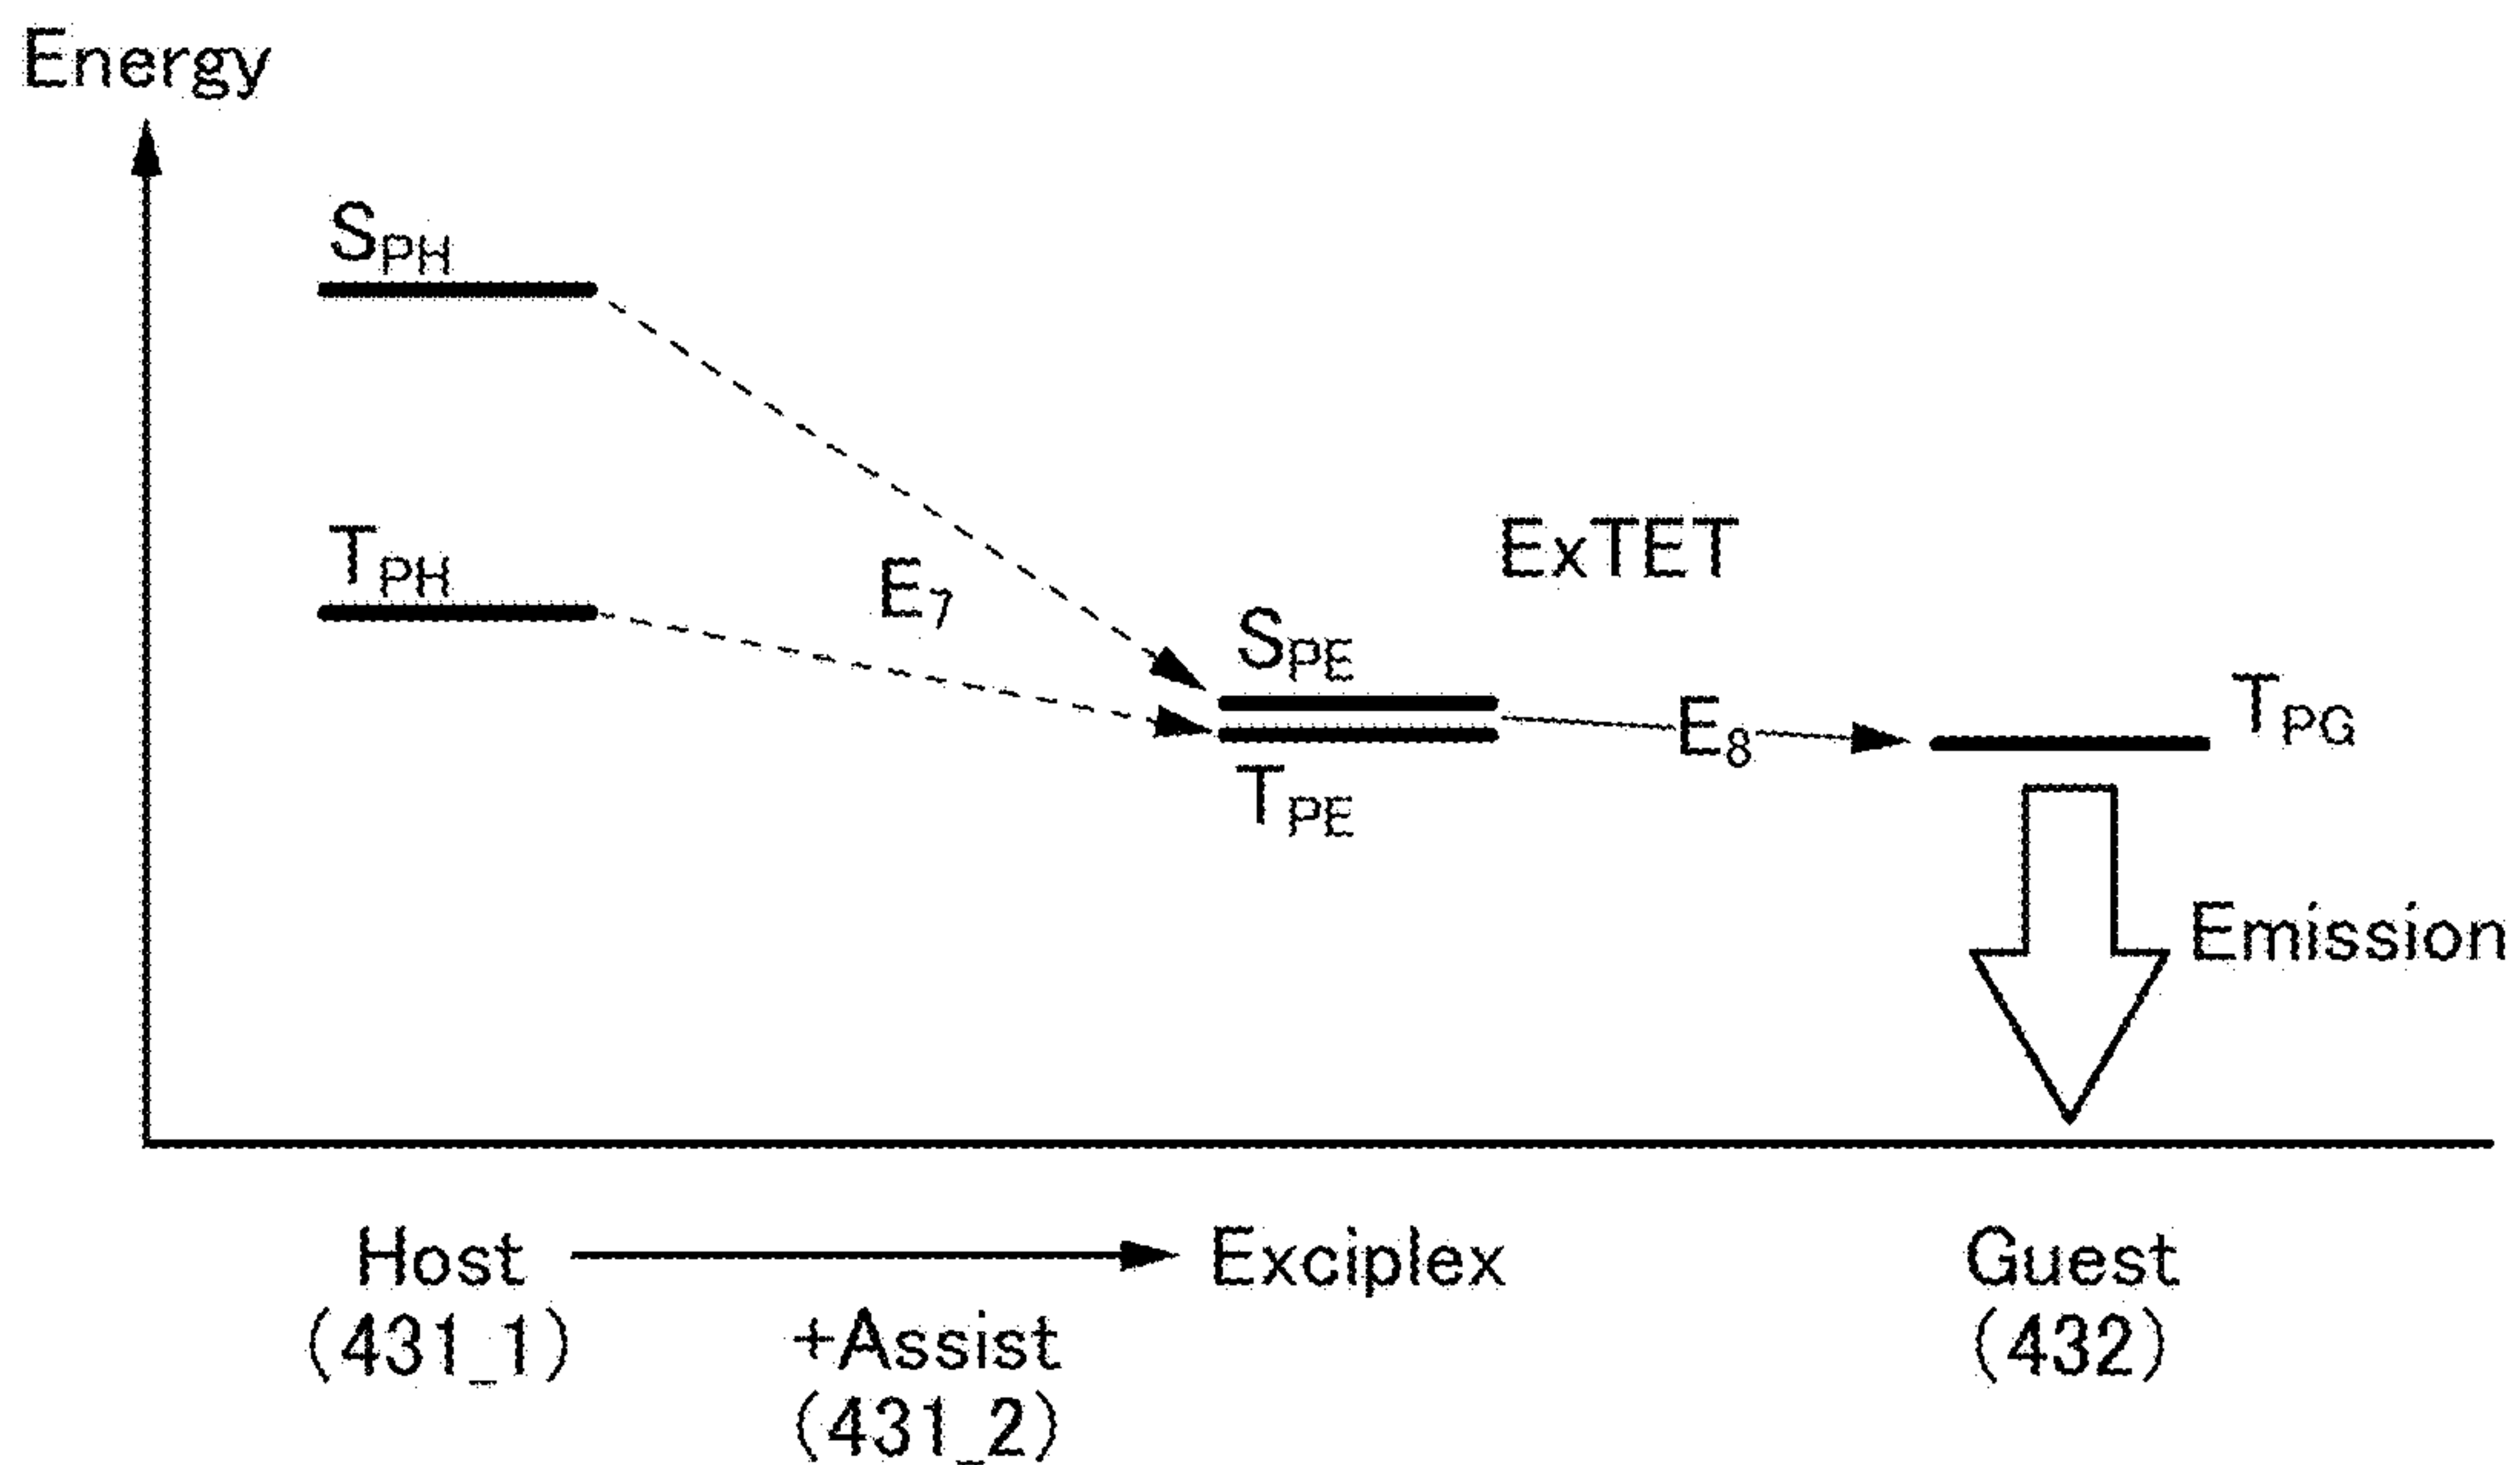 Energy
SPH
TPH
E7
ExTET
SPE
TPE
E8
TPG
Emission
Host
(431_1)
+Assist
(431_2)
Exciplex
Guest
(432)